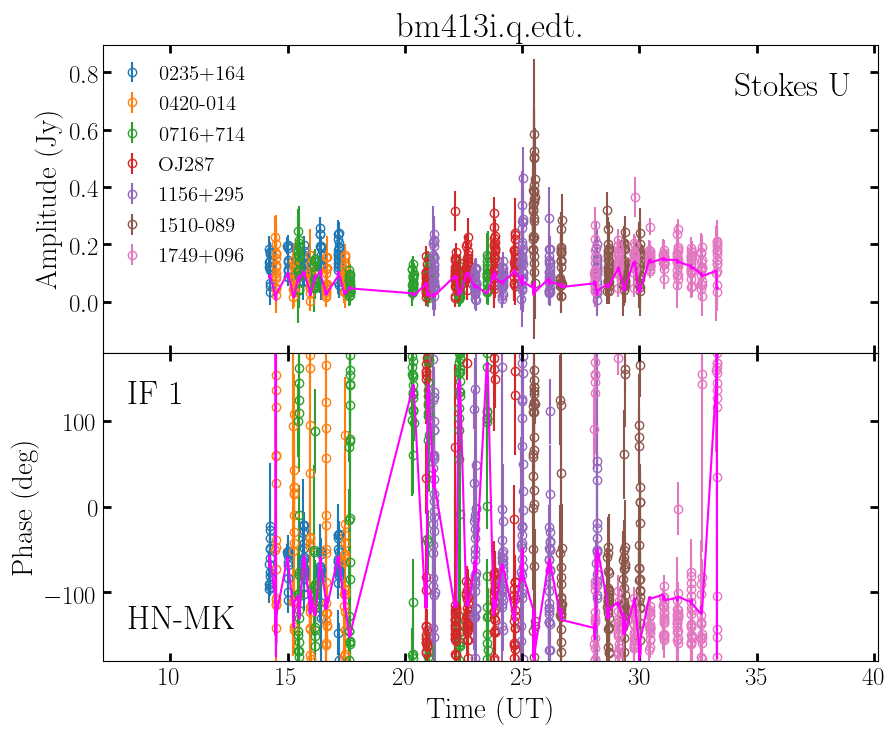 bm413i.q.edt.
Stokes U
0235+164
0420-014
0716+714
OJ287
1156+295
1510-089
1749+096
Amplitude (Jy)
0.8
0.6
0.4
0.2
0.0
IF 1
HN-MK
Phase (deg)
100
0
−100
10 15 20 25 30 35 40
Time (UT)